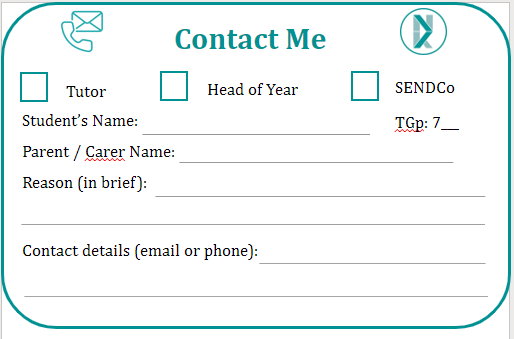 Contact Me
Tutor Head of Year SENDCo
Student's Name: TGp: 7__
Parent / Carer Name:
Reason (in brief):
Contact details (email or phone):